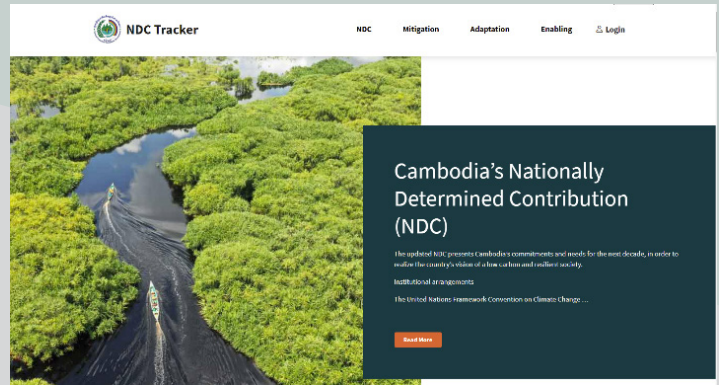 NDC Tracker
NDC Mitigation Adaptation Enabling Login
Cambodia's Nationally
Determined Contribution
(NDC)
The updated NDC presents Cambodia's commitments and needs for the next decade, in order to
realize the country's vision of a low carbon and resilient society.
Institutional arrangements
The United Nations Framework Convention on Climate Change ...
Read More